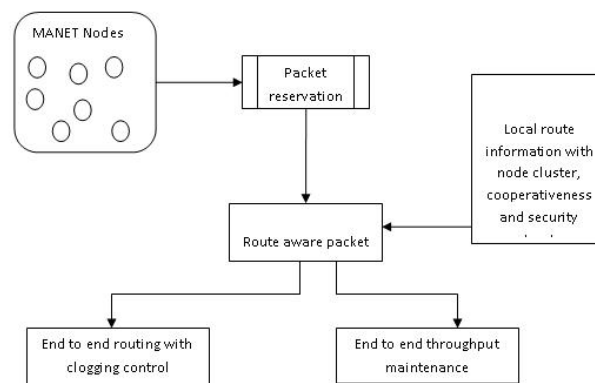 MANET Nodes
Packet
reservation
Local route
information with
node cluster,
cooperativeness
and security
Route aware packet
End to end routing with
clogging control
End to end throughput
maintenance